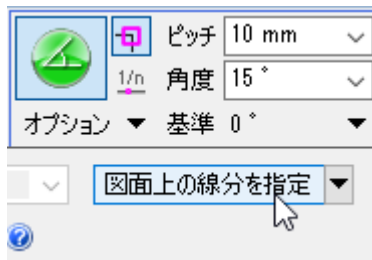 ピッチ 10 mm
1/n 角度 15 °
オプション ▼ 基準 0 ° ▼
図面上の線分を指定 ▼
?